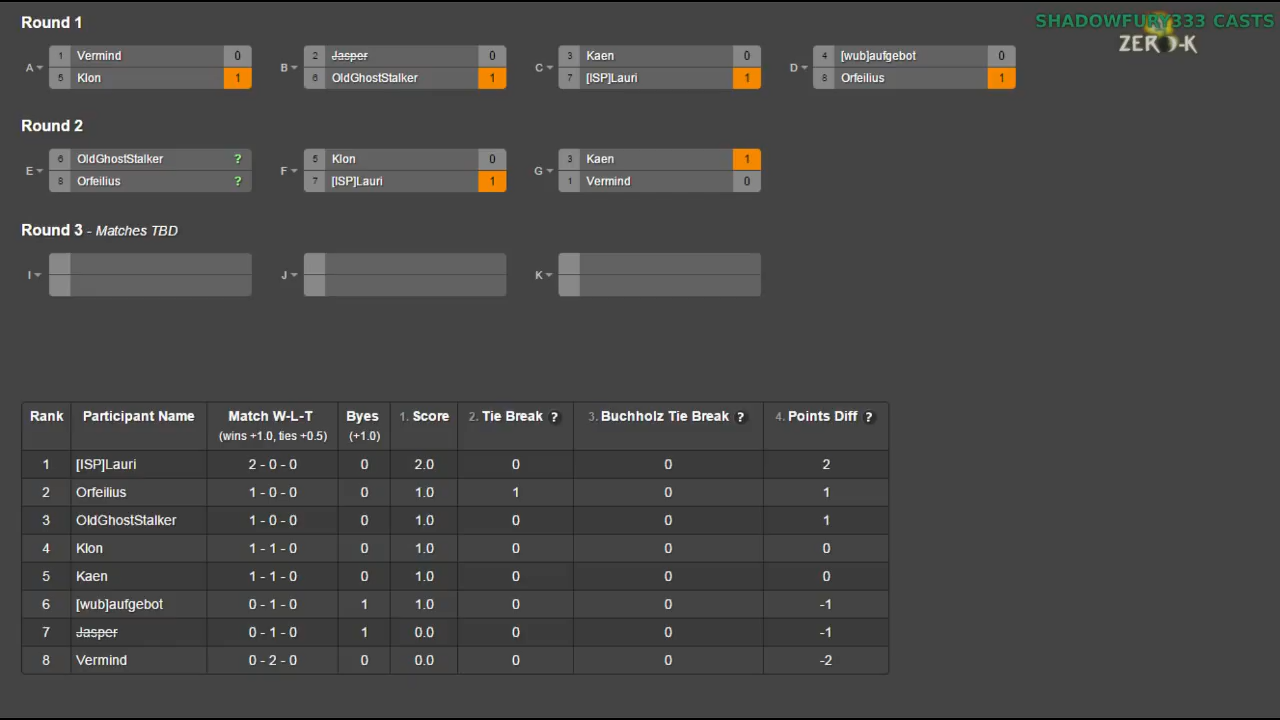 SHADOWFURY333 CASTS
ZERO-K
Round 1
A 1 Vermind 0
5 Klon 1
B 2 Jasper 0
6 OldGhostStalker 1
C 3 Kaen 0
7 [ISP]Lauri 1
D 4 [wub]aufgebot 0
8 Orfeilius 1
Round 2
E 6 OldGhostStalker ?
8 Orfeilius ?
F 5 Klon 0
7 [ISP]Lauri 1
G 3 Kaen 1
1 Vermind 0
Round 3 - Matches TBD
I
J
K
Rank Participant Name Match W-L-T Byes 1. Score 2. Tie Break ? 3. Buchholz Tie Break ? 4. Points Diff ?
(wins +1.0, ties +0.5) (+1.0)
1 [ISP]Lauri 2 - 0 - 0 0 2.0 0 0 2
2 Orfeilius 1 - 0 - 0 0 1.0 1 0 1
3 OldGhostStalker 1 - 0 - 0 0 1.0 0 0 1
4 Klon 1 - 1 - 0 0 1.0 0 0 0
5 Kaen 1 - 1 - 0 0 1.0 0 0 0
6 [wub]aufgebot 0 - 1 - 0 1 1.0 0 0 -1
7 Jasper 0 - 1 - 0 1 0.0 0 0 -1
8 Vermind 0 - 2 - 0 0 0.0 0 0 -2